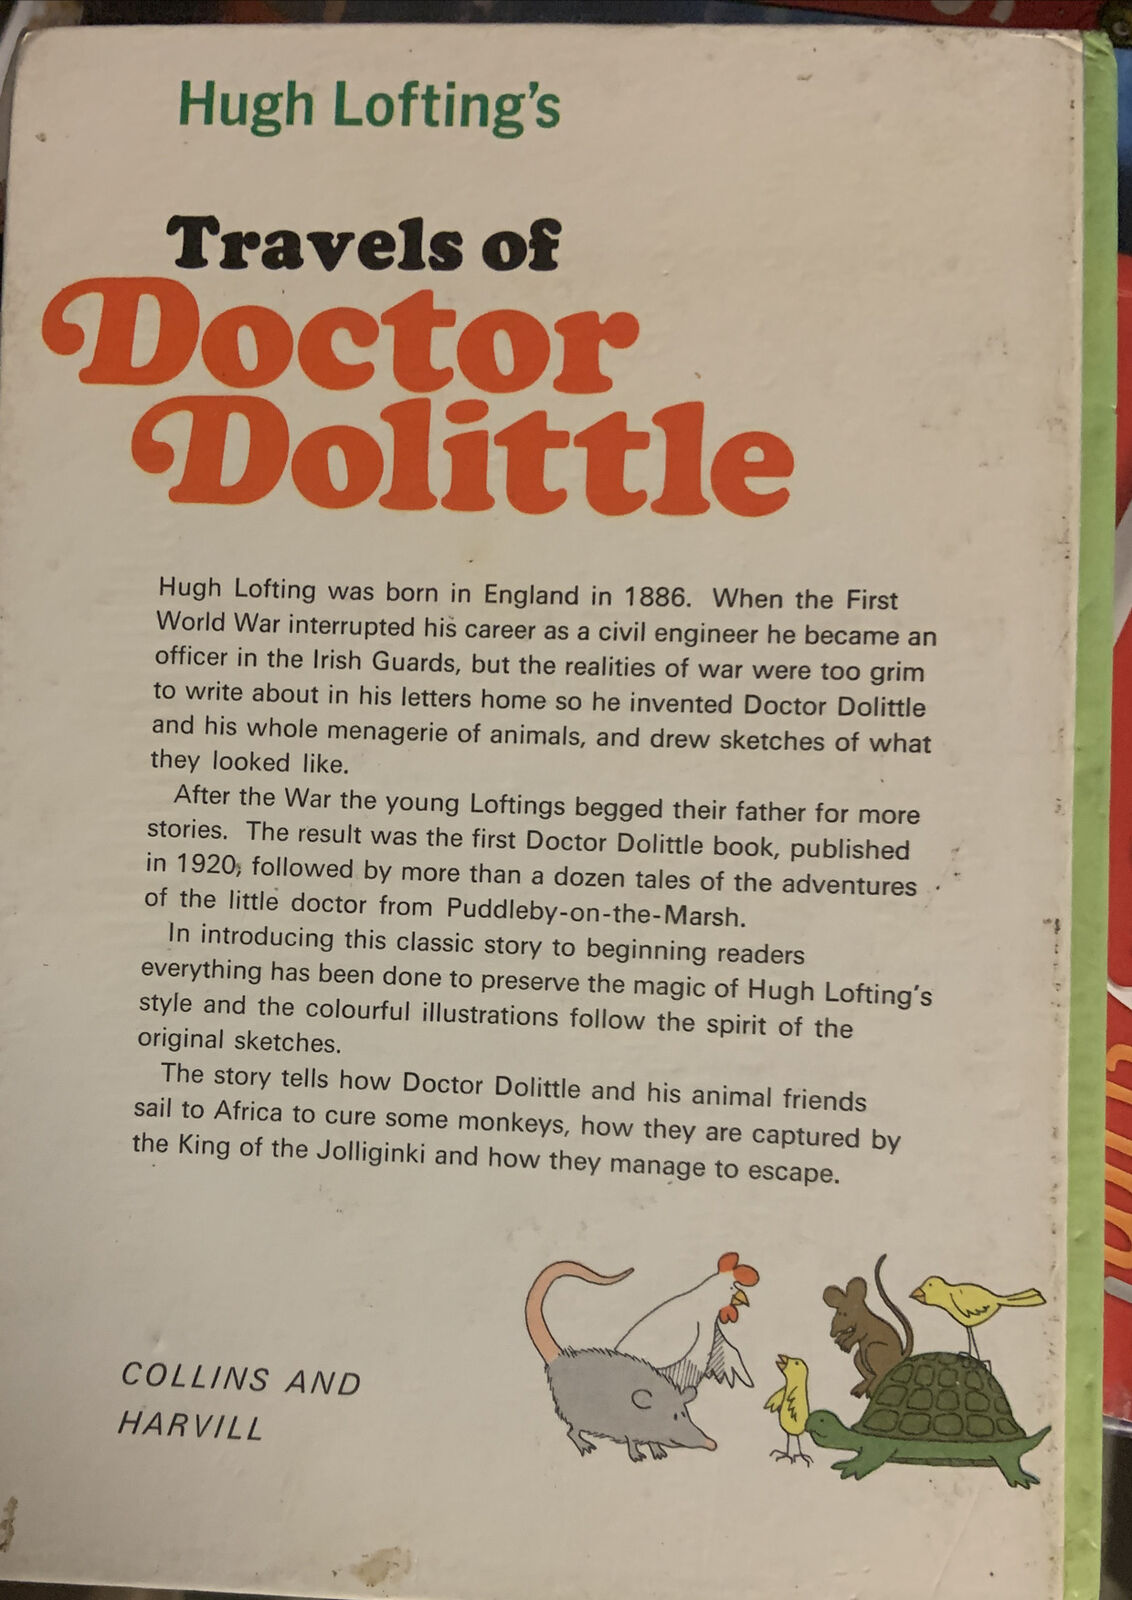 Hugh Lofting's
Travels of
Doctor
Dolittle
Hugh Lofting was born in England in 1886. When the First
World War interrupted his career as a civil engineer he became an
officer in the Irish Guards, but the realities of war were too grim
to write about in his letters home so he invented Doctor Dolittle
and his whole menagerie of animals, and drew sketches of what
they looked like.
After the War the young Loftings begged their father for more
stories. The result was the first Doctor Dolittle book, published
in 1920, followed by more than a dozen tales of the adventures
of the little doctor from Puddleby-on-the-Marsh.
In introducing this classic story to beginning readers
everything has been done to preserve the magic of Hugh Lofting's
style and the colourful illustrations follow the spirit of the
original sketches.
The story tells how Doctor Dolittle and his animal friends
sail to Africa to cure some monkeys, how they are captured by
the King of the Jolliginki and how they manage to escape.
COLLINS AND
HARVILL